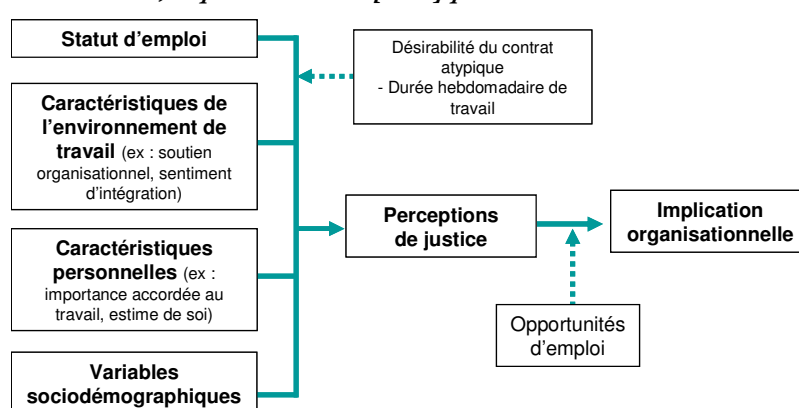 Statut d'emploi
Désirabilité du contrat
atypique
- Durée hebdomadaire de
travail
Caractéristiques de
l'environnement de
travail (ex : soutien
organisationnel, sentiment
d'intégration)
Perceptions
de justice
Implication
organisationnelle
Caractéristiques
personnelles (ex :
importance accordée au
travail, estime de soi)
Opportunités
d'emploi
Variables
sociodémographiques